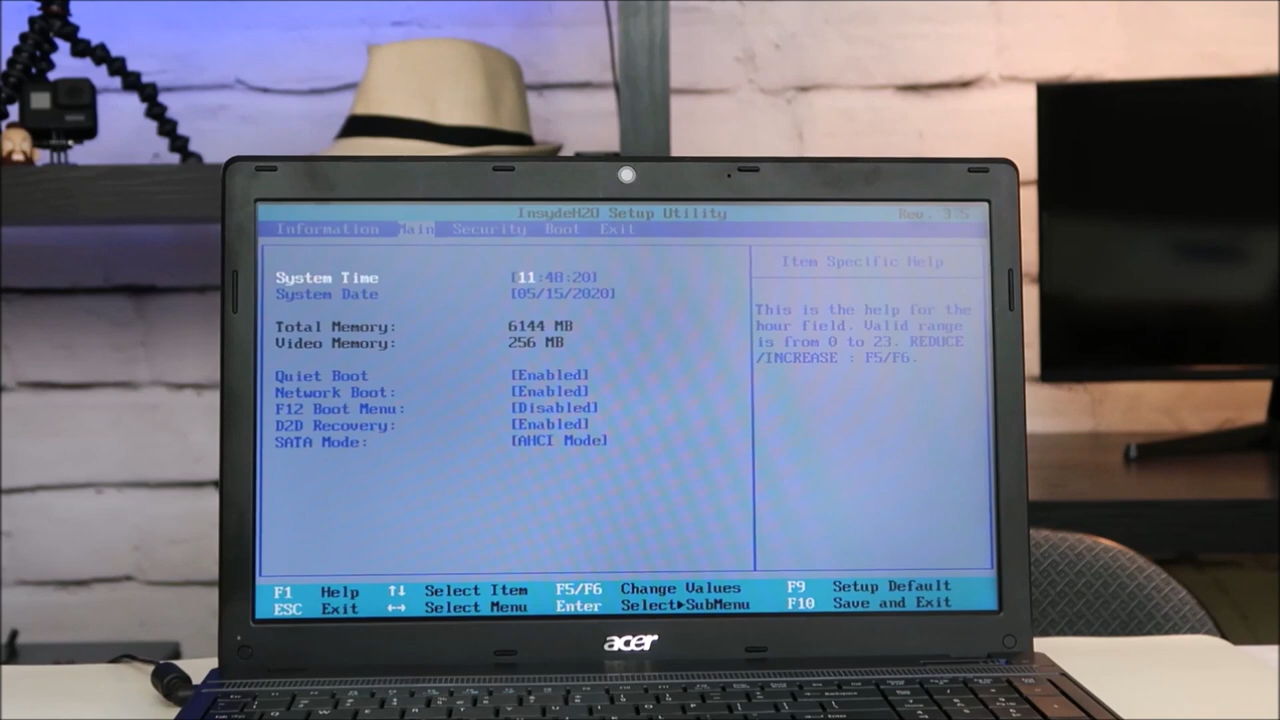 InsydeH2O Setup Utility Rev. 3.5
Information Main Security Boot Exit
Item Specific Help
System Time [11:48:20]
System Date [05/15/2020]
Total Memory: 6144 MB
Video Memory: 256 MB
Quiet Boot [Enabled]
Network Boot: [Enabled]
F12 Boot Menu: [Disabled]
D2D Recovery: [Enabled]
SATA Mode: [AHCI Mode]
This is the help for the
hour field. Valid range
is from 0 to 23. REDUCE
/INCREASE : F5/F6.
F1 Help ↑↓ Select Item F5/F6 Change Values F9 Setup Default
ESC Exit ←→ Select Menu Enter Select▶SubMenu F10 Save and Exit
acer